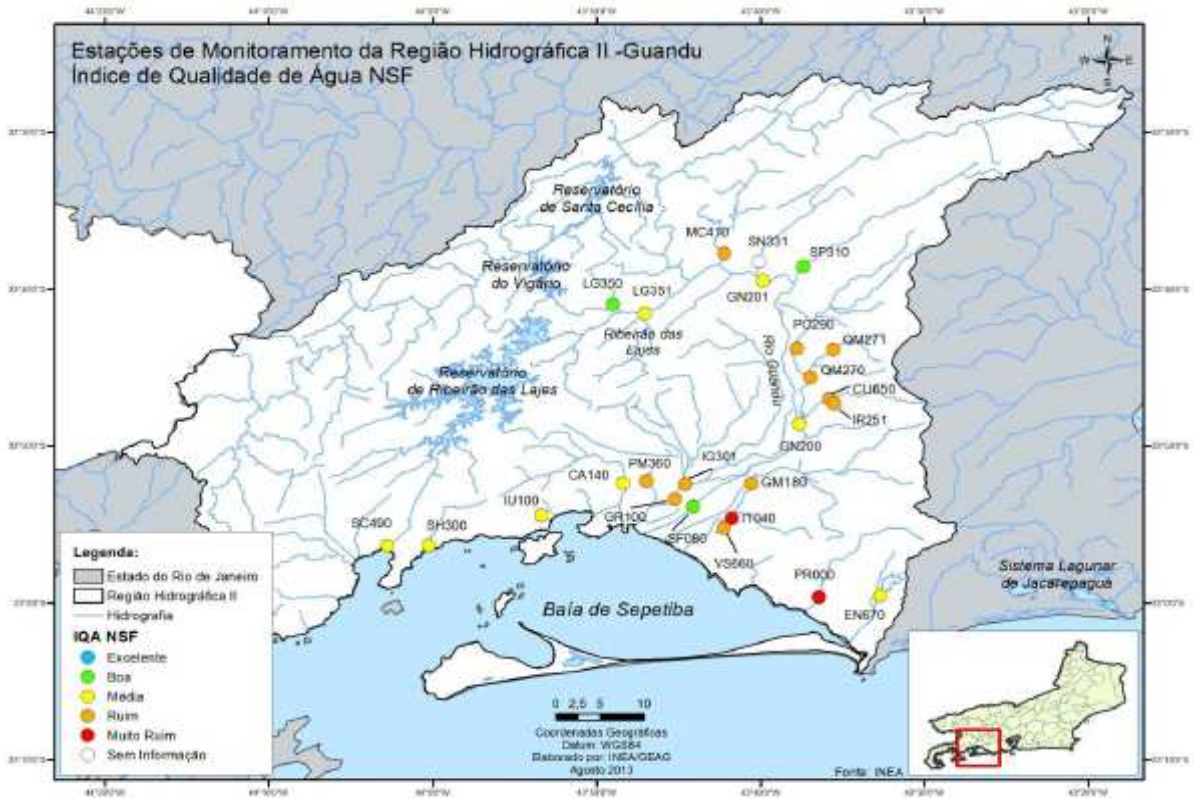 Estações de Monitoramento da Região Hidrográfica II -Guandu
Índice de Qualidade de Água NSF
N
W
E
S
Reservatório
de Santa Cecília
MC410
SN331
SP310
Reservatório
do Vigário
LG350
LG351
GN201
Ribeirão das
Lajes
PO290
QM271
Rio Guandu
QM270
Reservatório
de Ribeirão das Lajes
CU650
IR251
GN200
IG301
PM360
CA140
GM180
IU100
GR100
SC490
SH300
SF080
IT040
VS660
PR000
EN670
Sistema Lagunar
de Jacarepaguá
Baía de Sepetiba
Legenda:
Estado do Rio de Janeiro
Região Hidrográfica II
Hidrografia
IQA NSF
Excelente
Boa
Média
Ruim
Muito Ruim
Sem Informação
0 2,5 5 10
Coordenadas Geográficas
Datum: WGS84
Elaborado por: INEA/GEAG
Agosto 2013
Fonte: INEA